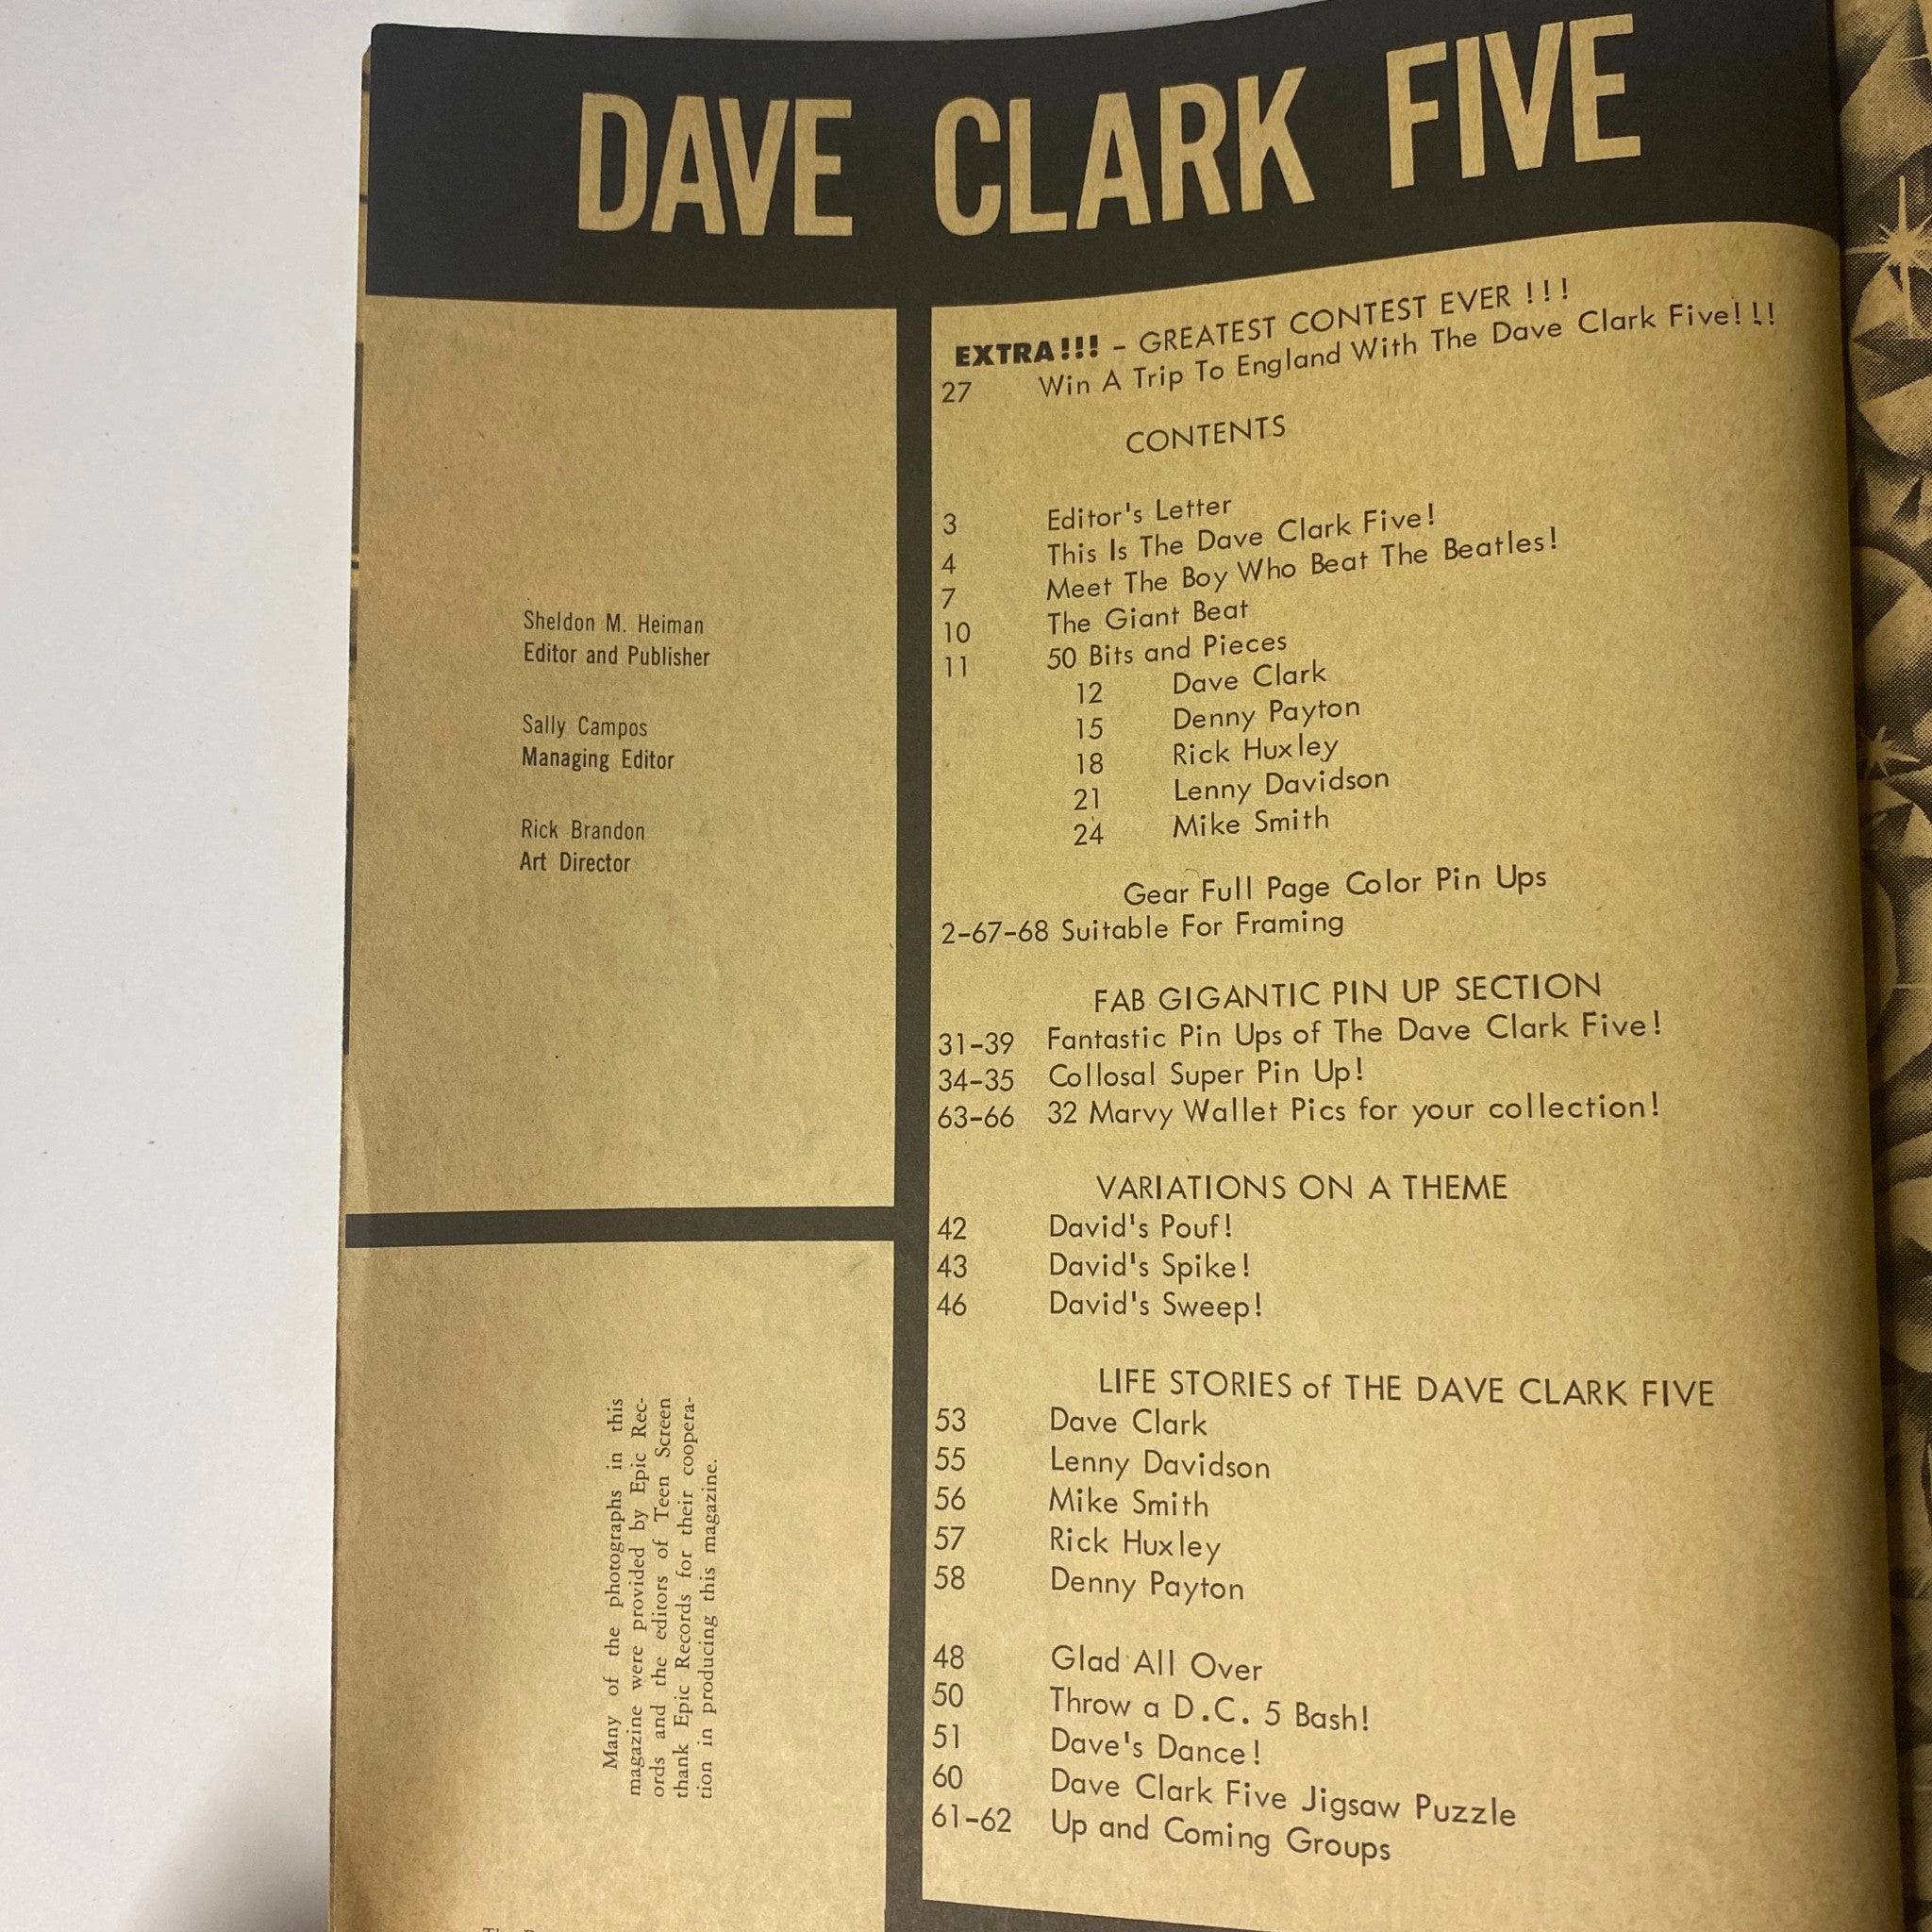 DAVE CLARK FIVE
Sheldon M. Heiman
Editor and Publisher
Sally Campos
Managing Editor
Rick Brandon
Art Director
Many of the photographs in this
magazine were provided by Epic Rec-
ords and the editors of Teen Screen
thank Epic Records for their coopera-
tion in producing this magazine.
EXTRA!!! - GREATEST CONTEST EVER !!!
27 Win A Trip To England With The Dave Clark Five!!!
CONTENTS
3 Editor's Letter
4 This Is The Dave Clark Five!
7 Meet The Boy Who Beat The Beatles!
10 The Giant Beat
11 50 Bits and Pieces
12 Dave Clark
15 Denny Payton
18 Rick Huxley
21 Lenny Davidson
24 Mike Smith
Gear Full Page Color Pin Ups
2-67-68 Suitable For Framing
FAB GIGANTIC PIN UP SECTION
31-39 Fantastic Pin Ups of The Dave Clark Five!
34-35 Collosal Super Pin Up!
63-66 32 Marvy Wallet Pics for your collection!
VARIATIONS ON A THEME
42 David's Pouf!
43 David's Spike!
46 David's Sweep!
LIFE STORIES of THE DAVE CLARK FIVE
53 Dave Clark
55 Lenny Davidson
56 Mike Smith
57 Rick Huxley
58 Denny Payton
48 Glad All Over
50 Throw a D.C. 5 Bash!
51 Dave's Dance!
60 Dave Clark Five Jigsaw Puzzle
61-62 Up and Coming Groups